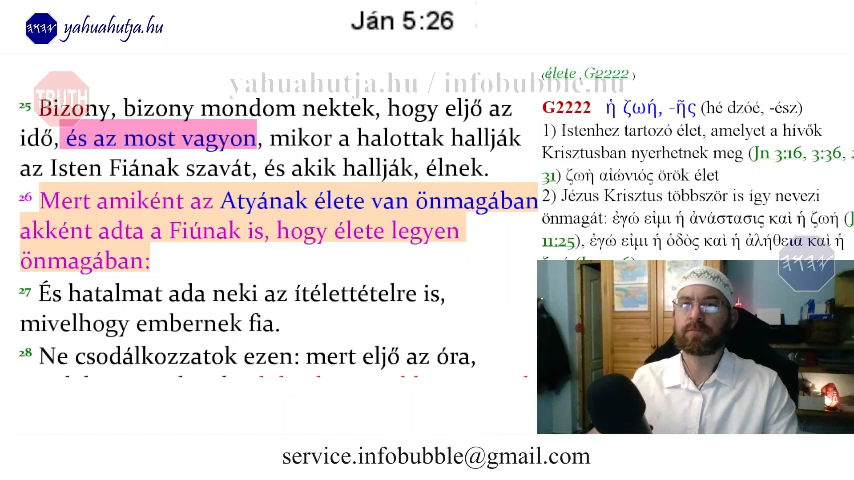 yahuahutja.hu
Ján 5:26
yahuahutja.hu / infobubble.hu
TRUTH
25 Bizony, bizony mondom nektek, hogy eljő az
idő, és az most vagyon, mikor a halottak hallják
az Isten Fiának szavát, és akik hallják, élnek.
26 Mert amiként az Atyának élete van önmagában
akként adta a Fiúnak is, hogy élete legyen
önmagában:
27 És hatalmat ada neki az ítélettételre is,
mivelhogy embernek fia.
28 Ne csodálkozzatok ezen: mert eljő az óra,
(élete G2222)
G2222 ἡ ζωή, -ῆς (hé dzóé, -ész)
1) Istenhez tartozó élet, amelyet a hívők
Krisztusban nyerhetnek meg (Jn 3:16, 3:36,
31) ζωὴ αἰώνιός örök élet
2) Jézus Krisztus többször is így nevezi
önmagát: ἐγώ εἰμι ἡ ἀνάστασις καὶ ἡ ζωή (J
11:25), ἐγώ εἰμι ἡ ὁδὸς καὶ ἡ ἀλήθεια καὶ ἡ
service.infobubble@gmail.com